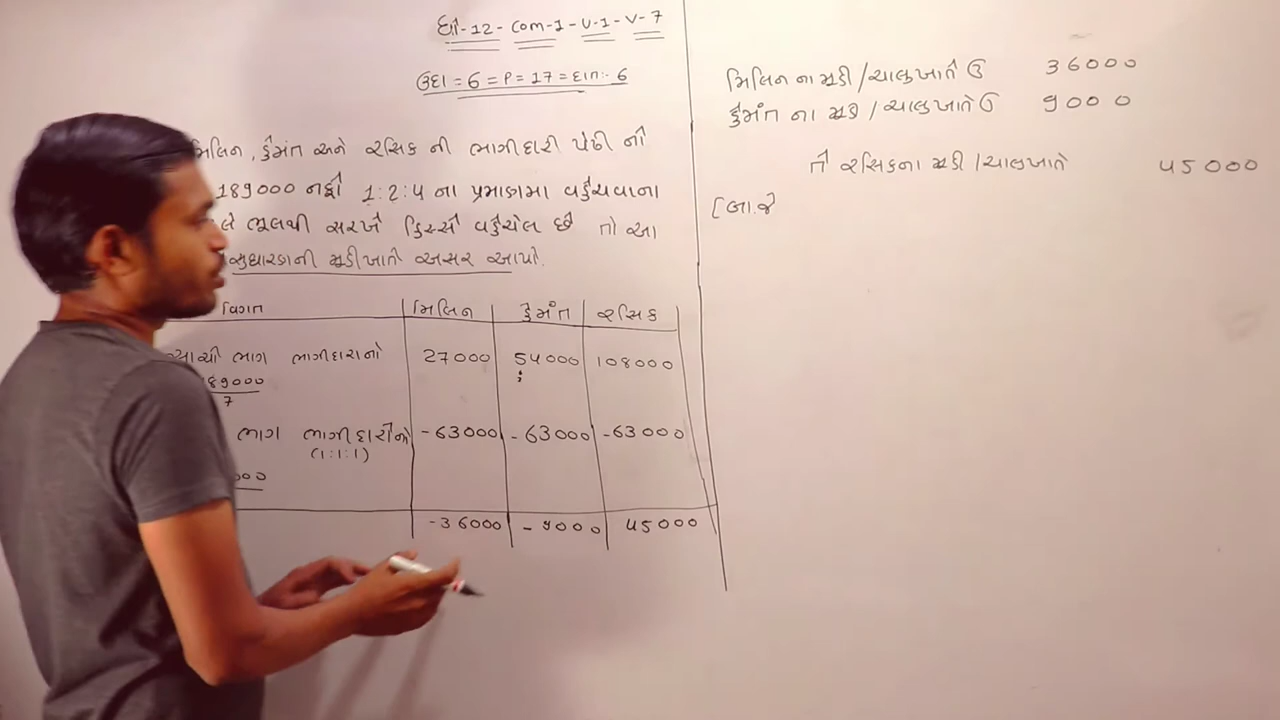 ધો-12-Com-1-U-1-V-7
ઉદા = 6 = P = 17 = દાખ:- 6
મિલિન, હેમંત અને રસિક ની ભાગીદારી પેઢી ની
189000 નફો 1:2:4 ના પ્રમાણમા વહેંચવાના
લે ભૂલથી સરખે હિસ્સે વહેંચેલ છે તો આ
સુધારણાની મૂડીખાતે અસર આપો.
વિગત મિલિન હેમંત રસિક
ભાગ ભાગીદારોનો 27000 54000 108000
89000
7
ભાગ ભાગીદારોનો -63000 -63000 -63000
(1:1:1)
000
-36000 -9000 45000
મિલિન ના મૂડી/ચાલુખાતે ઉ 36000
હેમંત ના મૂડી/ચાલુખાતે ઉ 9000
તે રસિકના મૂડી/ચાલુખાતે 45000
[બા.જે